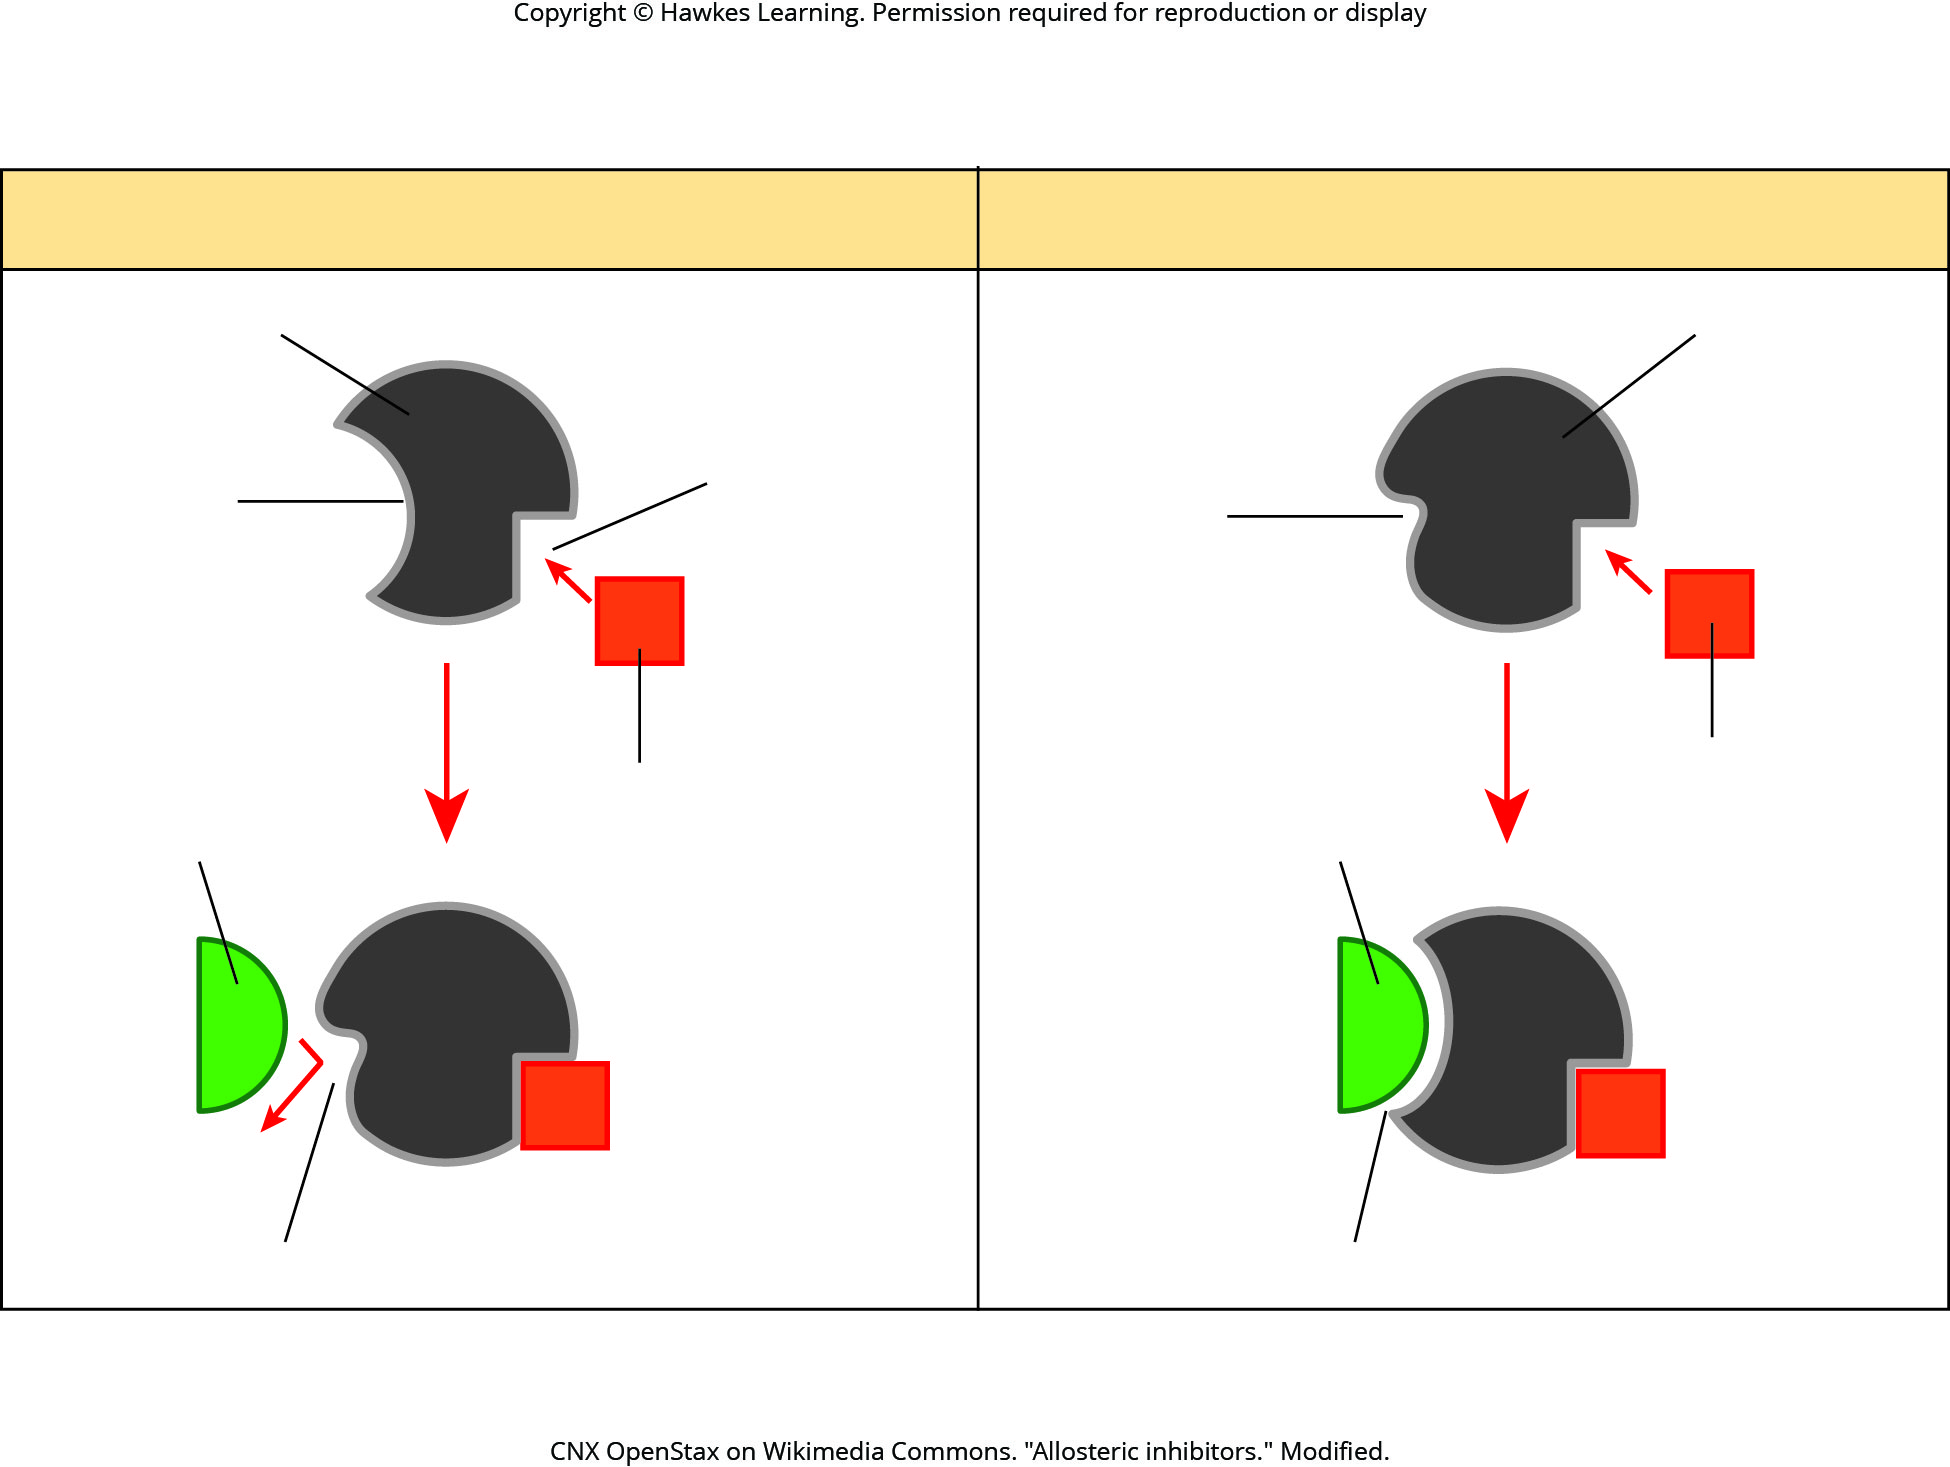 Copyright © Hawkes Learning. Permission required for reproduction or display
CNX OpenStax on Wikimedia Commons. "Allosteric inhibitors." Modified.